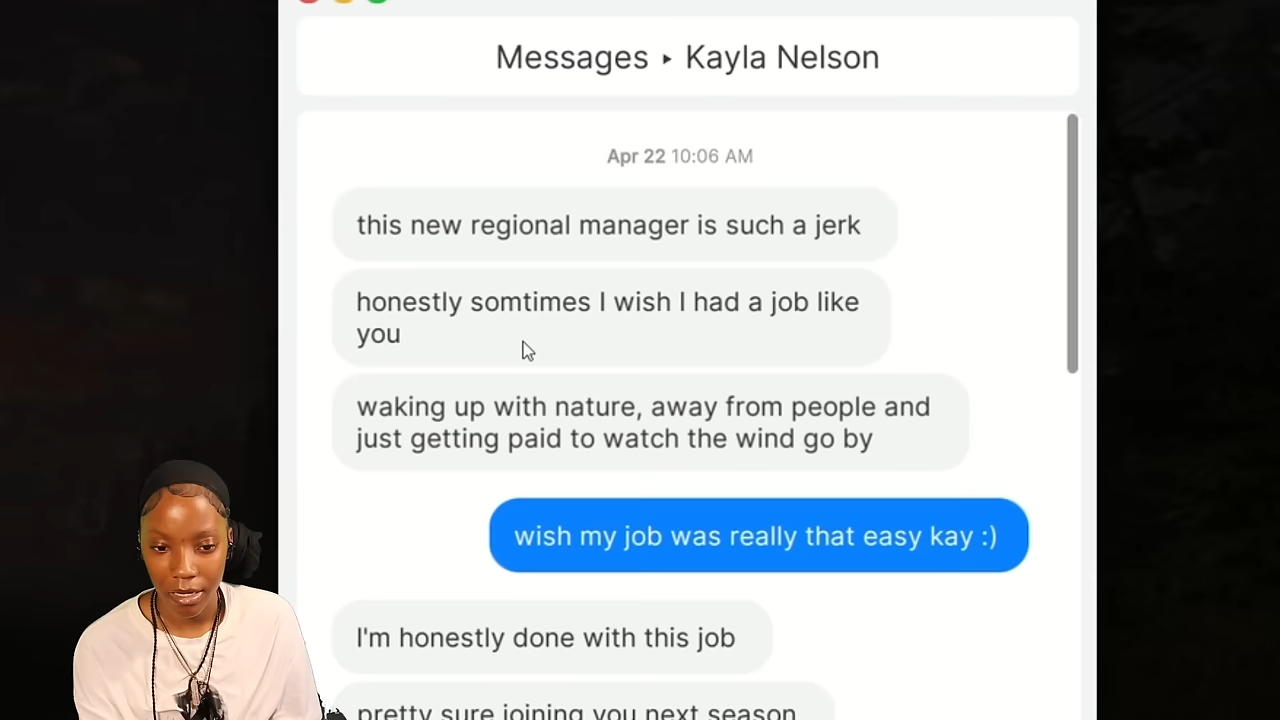 Messages ▸ Kayla Nelson
Apr 22 10:06 AM
this new regional manager is such a jerk
honestly somtimes I wish I had a job like
you
waking up with nature, away from people and
just getting paid to watch the wind go by
wish my job was really that easy kay :)
I'm honestly done with this job
pretty sure joining you next season